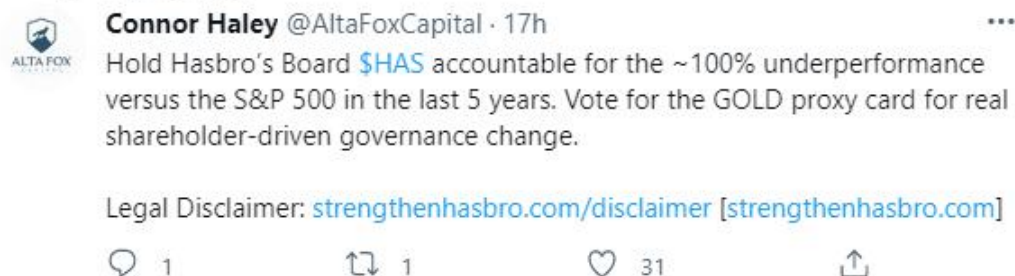 Connor Haley @AltaFoxCapital · 17h
ALTA FOX
Hold Hasbro's Board $HAS accountable for the ~100% underperformance
versus the S&P 500 in the last 5 years. Vote for the GOLD proxy card for real
shareholder-driven governance change.
Legal Disclaimer: strengthenhasbro.com/disclaimer [strengthenhasbro.com]
1 1 31